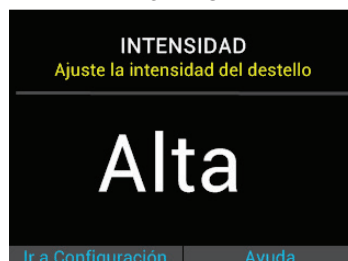 INTENSIDAD
Ajuste la intensidad del destello
Alta
Ir a Configuración Ayuda